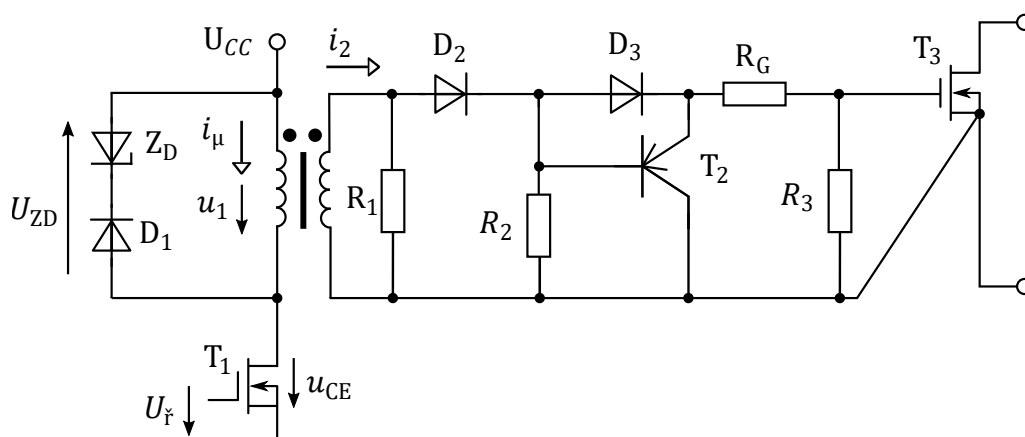 U_CC
i_2
D_2
D_3
R_G
T_3
i_μ
Z_D
U_ZD
D_1
u_1
R_1
R_2
T_2
R_3
T_1
u_CE
U_ř